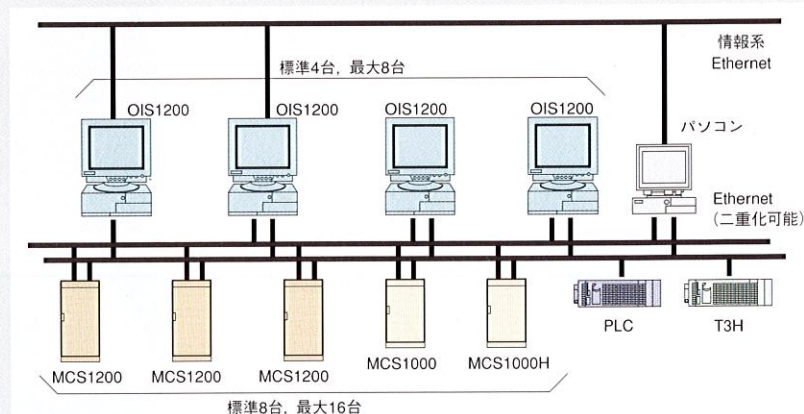 情報系
Ethernet
標準4台，最大8台
OIS1200
OIS1200
OIS1200
OIS1200
パソコン
Ethernet
（二重化可能）
PLC
T3H
MCS1200
MCS1200
MCS1200
MCS1000
MCS1000H
標準8台，最大16台